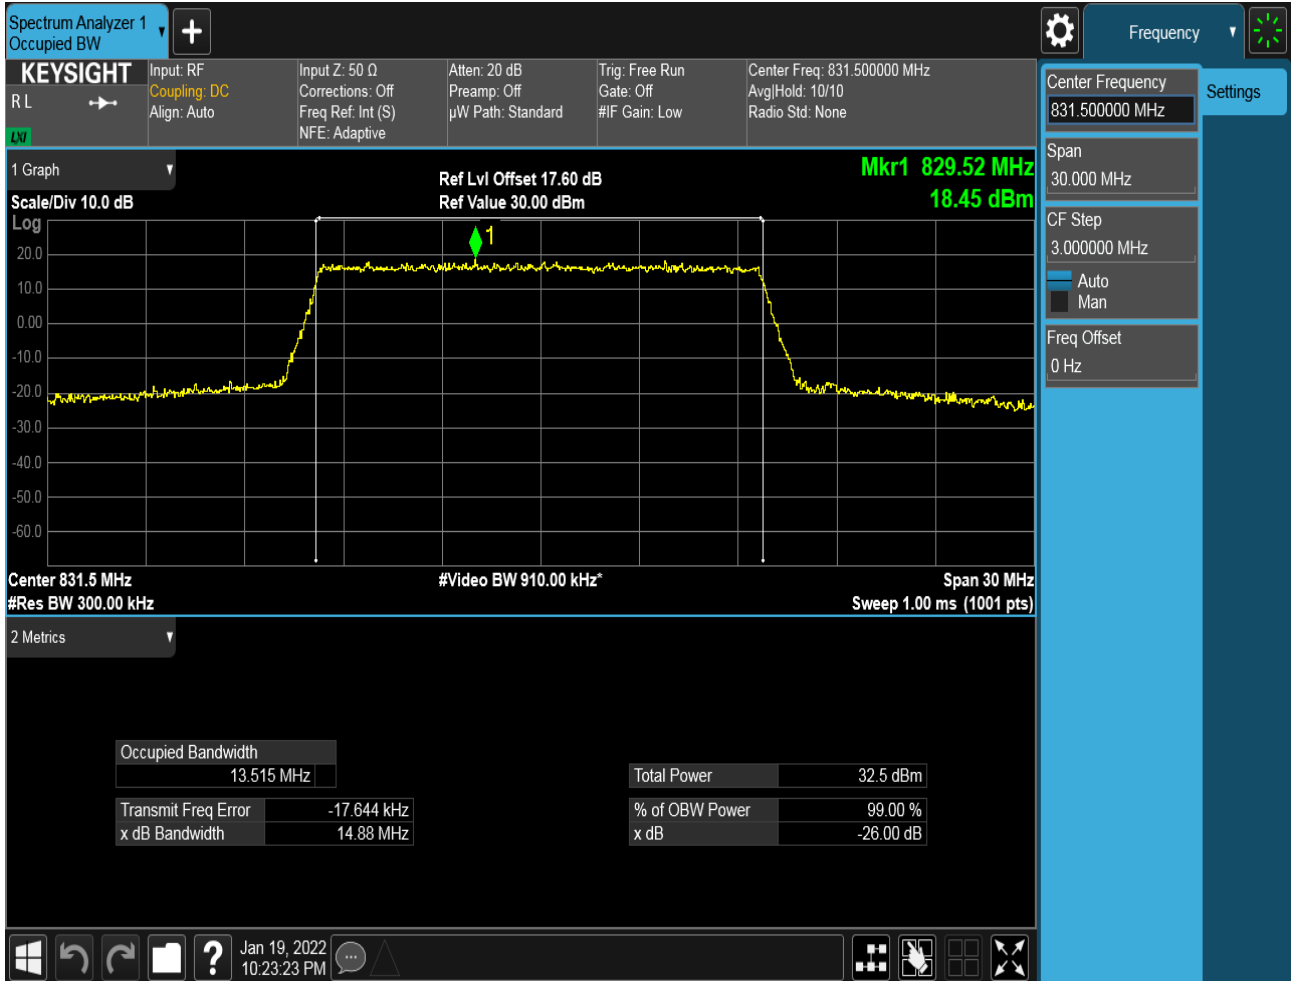 Spectrum Analyzer 1
Occupied BW
Frequency
KEYSIGHT
R L
LXI
Input: RF
Coupling: DC
Align: Auto
Input Z: 50 Ω
Corrections: Off
Freq Ref: Int (S)
NFE: Adaptive
Atten: 20 dB
Preamp: Off
µW Path: Standard
Trig: Free Run
Gate: Off
#IF Gain: Low
Center Freq: 831.500000 MHz
Avg|Hold: 10/10
Radio Std: None
Center Frequency
831.500000 MHz
Settings
Span
30.000 MHz
CF Step
3.000000 MHz
Auto
Man
Freq Offset
0 Hz
1 Graph
Scale/Div 10.0 dB
Ref Lvl Offset 17.60 dB
Ref Value 30.00 dBm
Mkr1 829.52 MHz
18.45 dBm
Log
1
20.0
10.0
0.00
-10.0
-20.0
-30.0
-40.0
-50.0
-60.0
Center 831.5 MHz
#Video BW 910.00 kHz*
Span 30 MHz
#Res BW 300.00 kHz
Sweep 1.00 ms (1001 pts)
2 Metrics
Occupied Bandwidth
13.515 MHz
Total Power 32.5 dBm
Transmit Freq Error -17.644 kHz
% of OBW Power 99.00 %
x dB Bandwidth 14.88 MHz
x dB -26.00 dB
?
Jan 19, 2022
10:23:23 PM